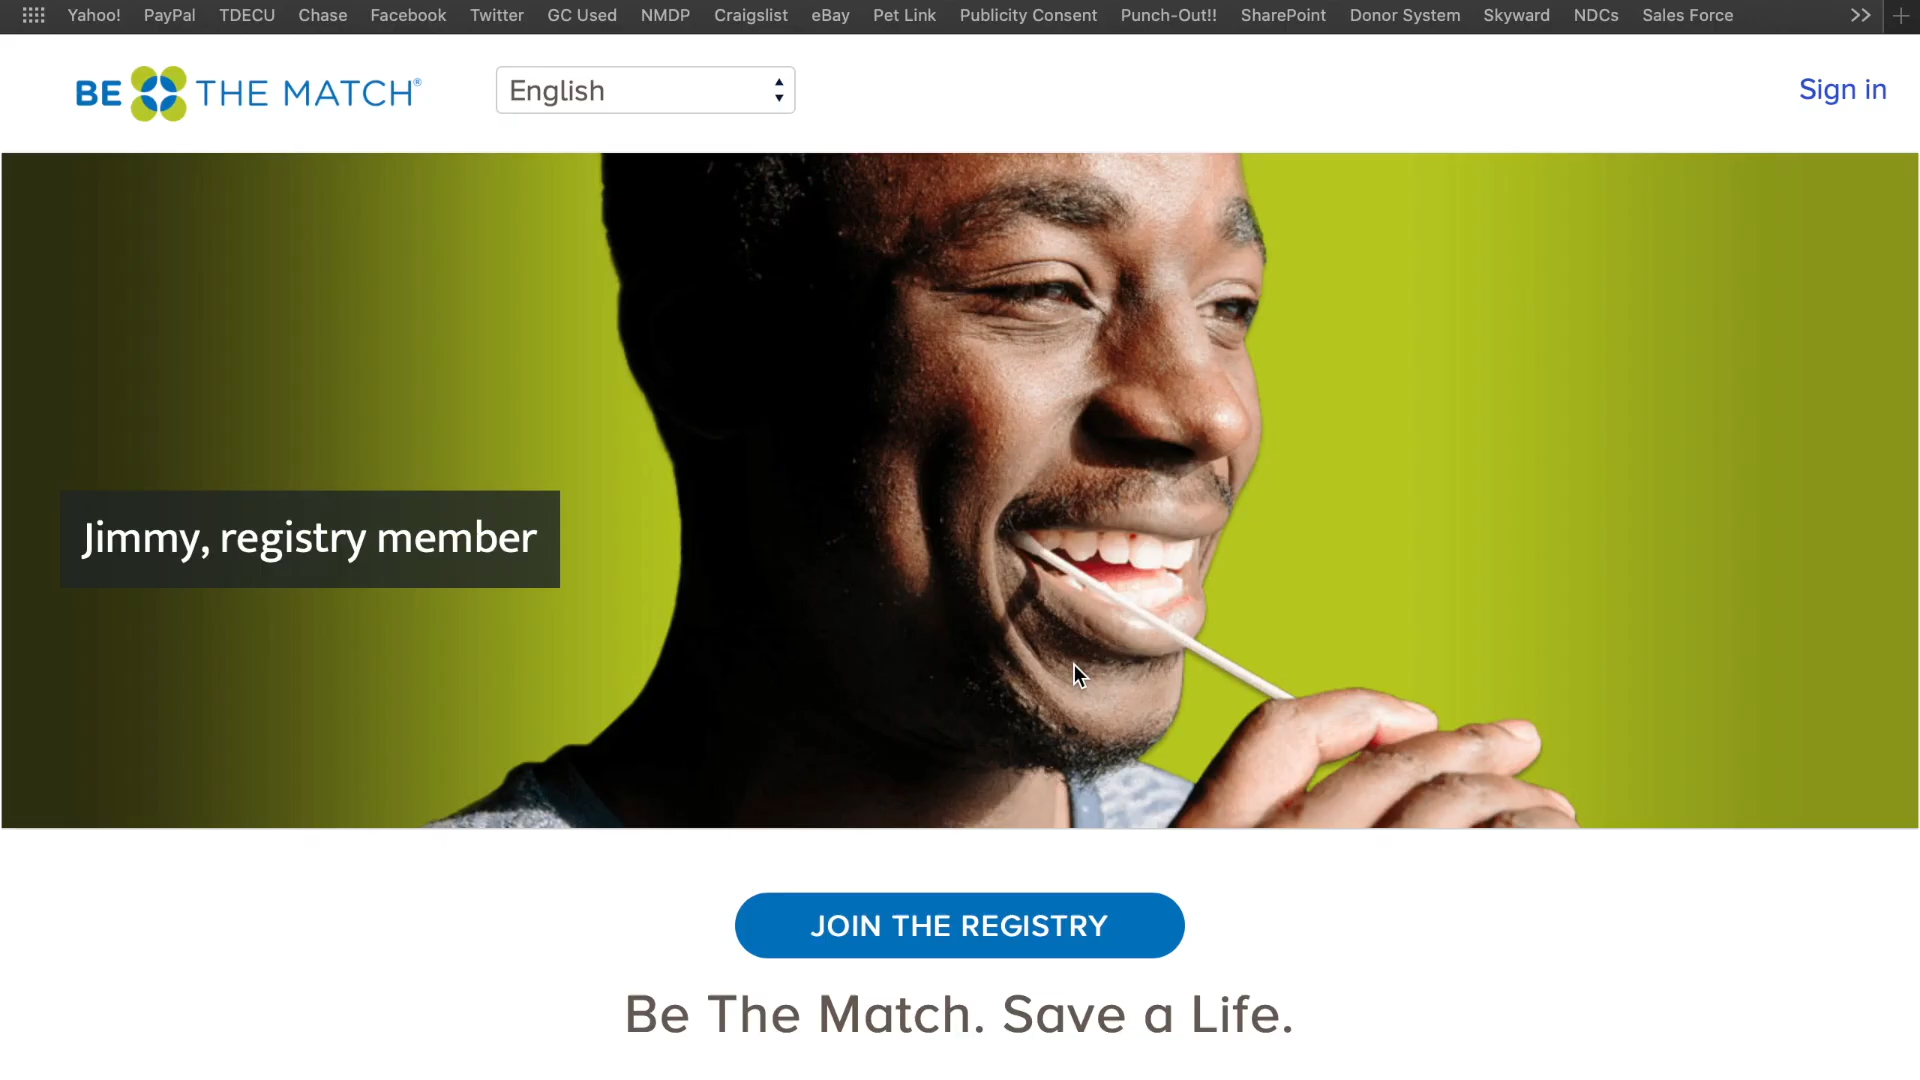 Yahoo! PayPal TDECU Chase Facebook Twitter GC Used NMDP Craigslist eBay Pet Link Publicity Consent Punch-Out!! SharePoint Donor System Skyward NDCs Sales Force
BE THE MATCH® English Sign in
Jimmy, registry member
JOIN THE REGISTRY
Be The Match. Save a Life.